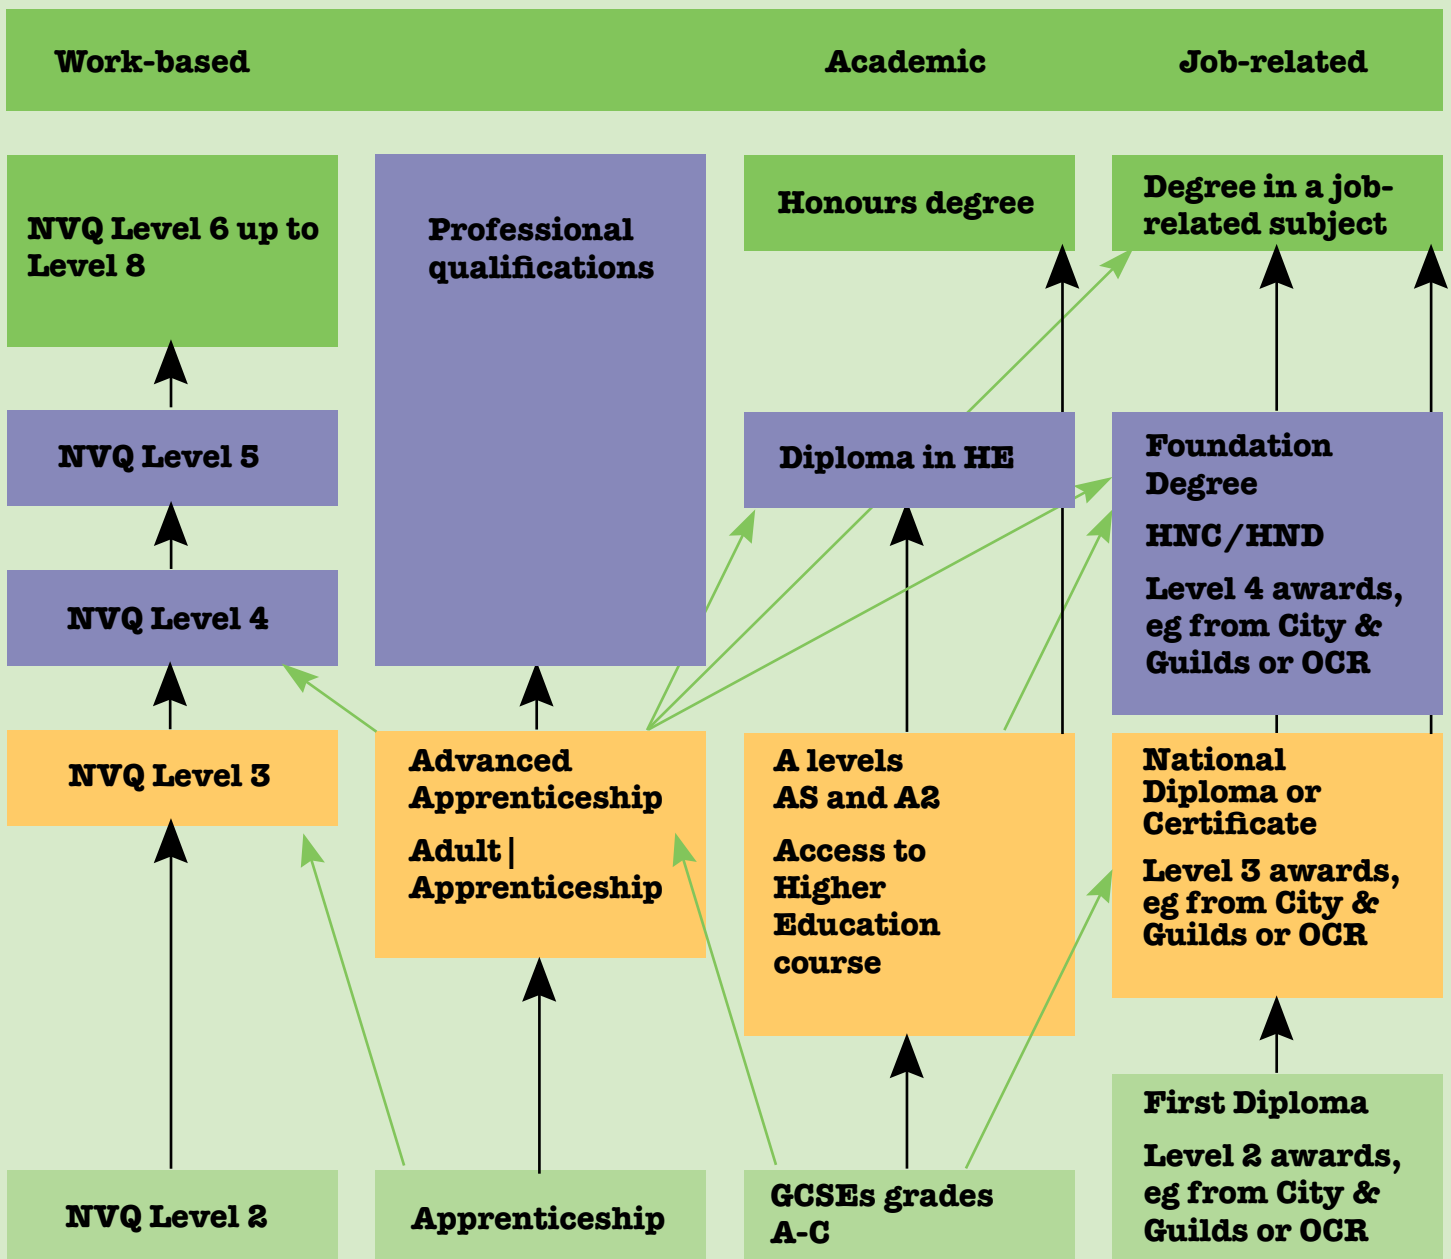 Work-based
Academic
Job-related
NVQ Level 6 up to
Level 8
Professional
qualifications
Honours degree
Degree in a job-
related subject
NVQ Level 5
Diploma in HE
Foundation
Degree
HNC/HND
Level 4 awards,
eg from City &
Guilds or OCR
NVQ Level 4
NVQ Level 3
Advanced
Apprenticeship
Adult|
Apprenticeship
A levels
AS and A2
Access to
Higher
Education
course
National
Diploma or
Certificate
Level 3 awards,
eg from City &
Guilds or OCR
NVQ Level 2
Apprenticeship
GCSEs grades
A-C
First Diploma
Level 2 awards,
eg from City &
Guilds or OCR